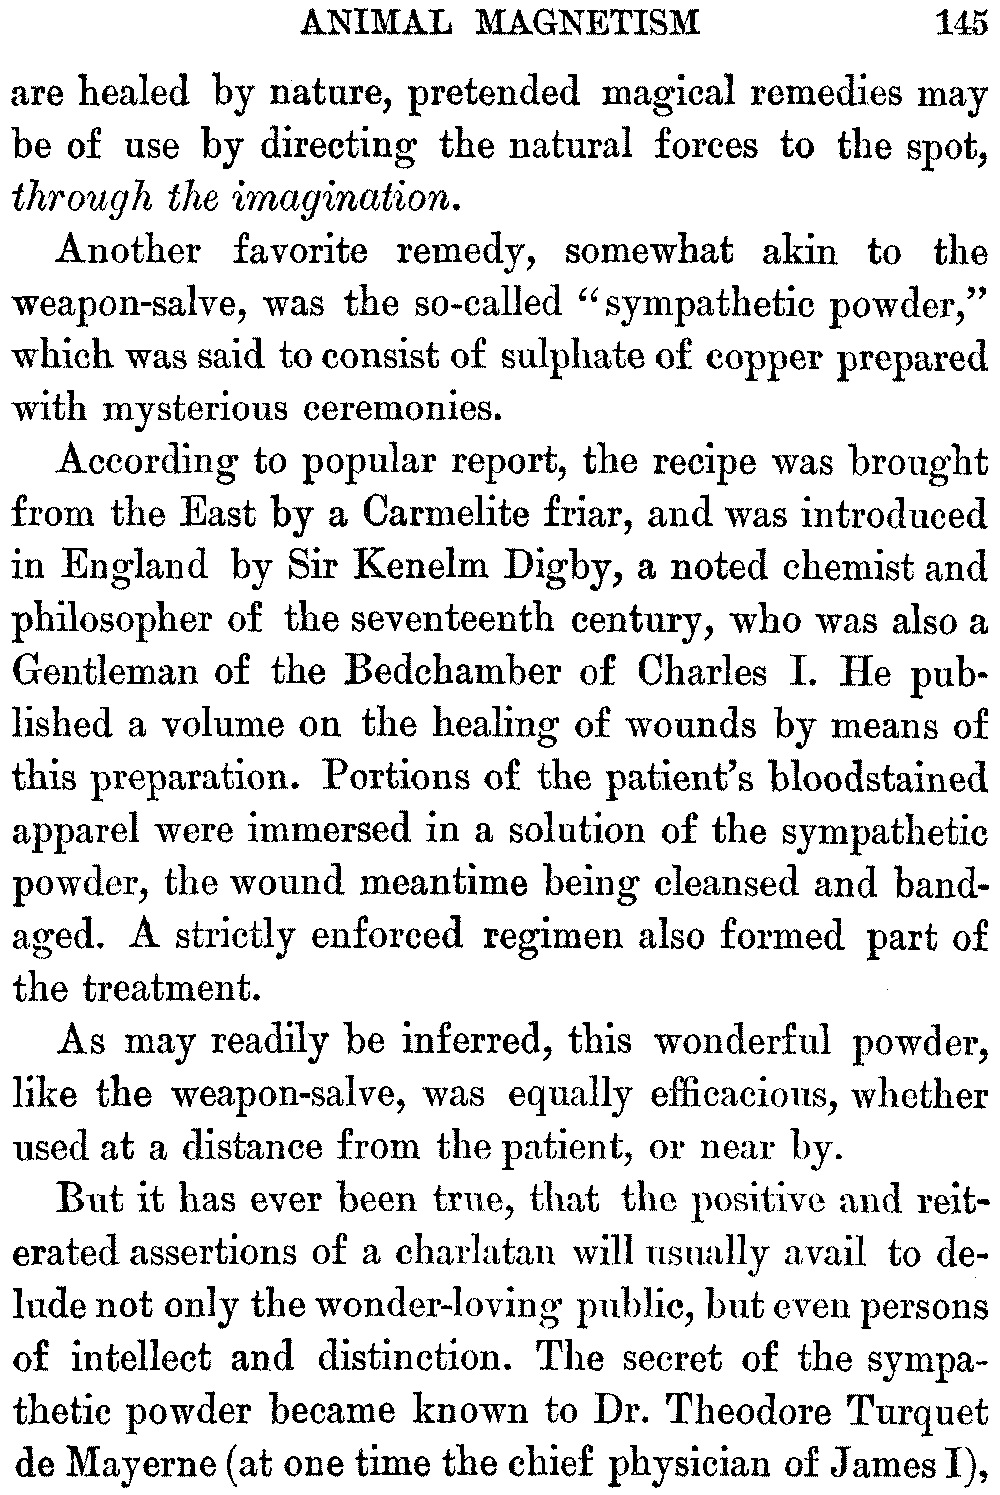 ANIMAL MAGNETISM 145
are healed by nature, pretended magical remedies may
be of use by directing the natural forces to the spot,
through the imagination.
Another favorite remedy, somewhat akin to the
weapon-salve, was the so-called "sympathetic powder,"
which was said to consist of sulphate of copper prepared
with mysterious ceremonies.
According to popular report, the recipe was brought
from the East by a Carmelite friar, and was introduced
in England by Sir Kenelm Digby, a noted chemist and
philosopher of the seventeenth century, who was also a
Gentleman of the Bedchamber of Charles I. He pub-
lished a volume on the healing of wounds by means of
this preparation. Portions of the patient's bloodstained
apparel were immersed in a solution of the sympathetic
powder, the wound meantime being cleansed and band-
aged. A strictly enforced regimen also formed part of
the treatment.
As may readily be inferred, this wonderful powder,
like the weapon-salve, was equally efficacious, whether
used at a distance from the patient, or near by.
But it has ever been true, that the positive and reit-
erated assertions of a charlatan will usually avail to de-
lude not only the wonder-loving public, but even persons
of intellect and distinction. The secret of the sympa-
thetic powder became known to Dr. Theodore Turquet
de Mayerne (at one time the chief physician of James I),